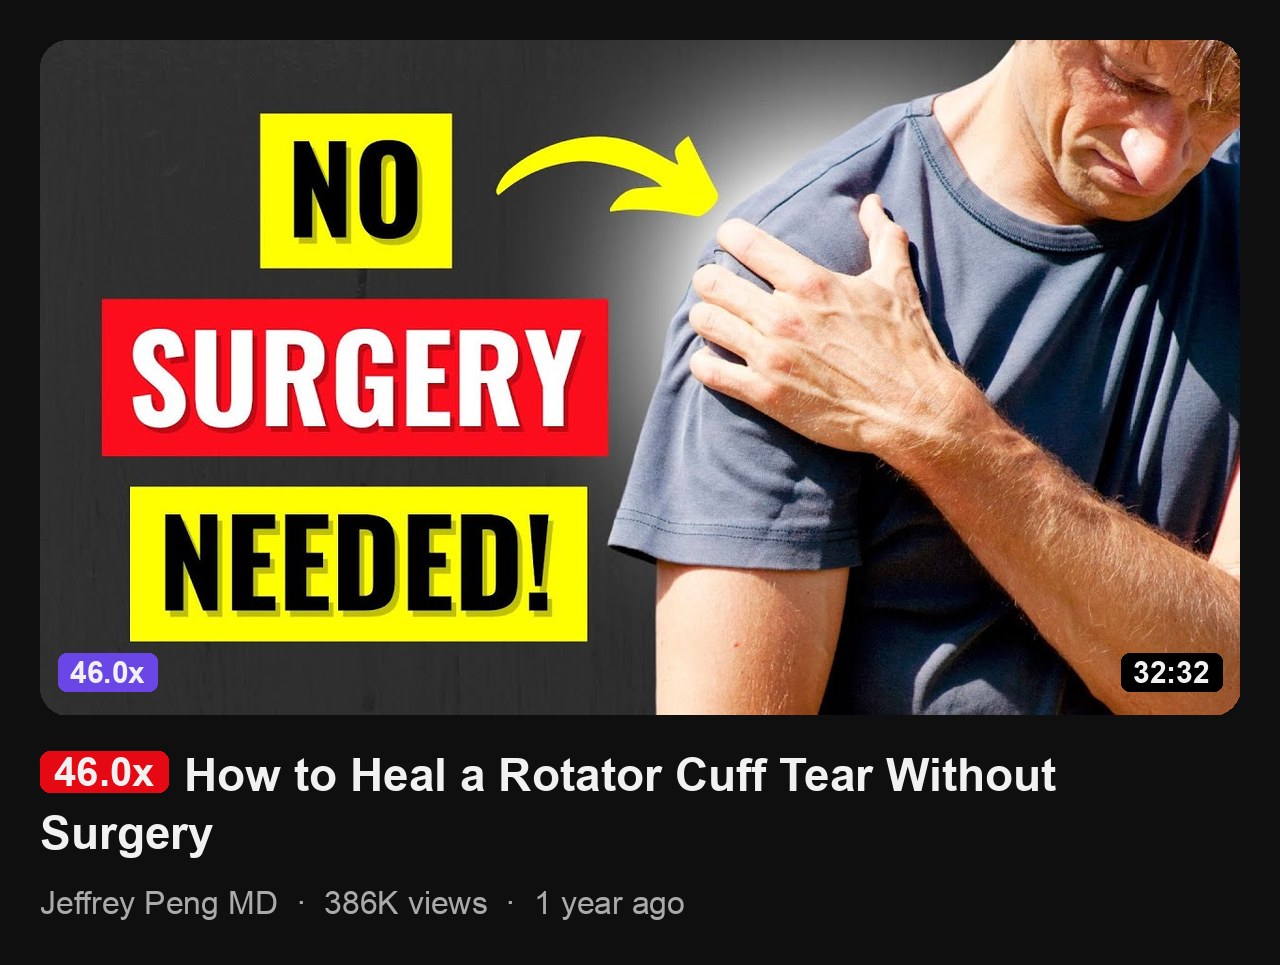 NO
SURGERY
NEEDED!
46.0x
32:32
46.0x How to Heal a Rotator Cuff Tear Without
Surgery
Jeffrey Peng MD · 386K views · 1 year ago